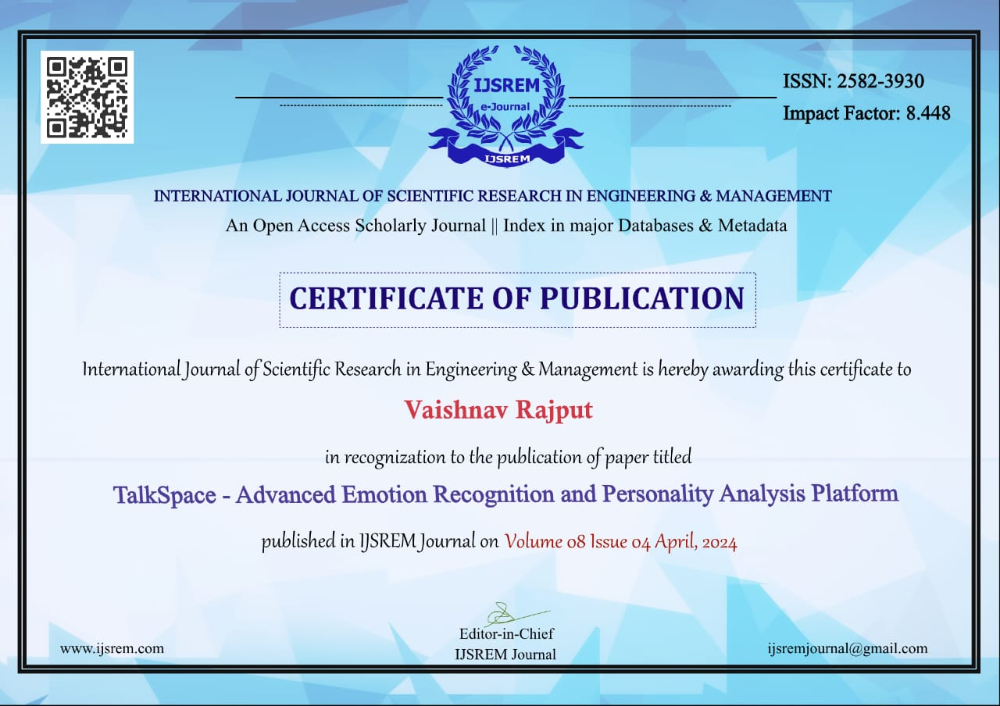 IJSREM
e-Journal
IJSREM
ISSN: 2582-3930
Impact Factor: 8.448
INTERNATIONAL JOURNAL OF SCIENTIFIC RESEARCH IN ENGINEERING & MANAGEMENT
An Open Access Scholarly Journal || Index in major Databases & Metadata
CERTIFICATE OF PUBLICATION
International Journal of Scientific Research in Engineering & Management is hereby awarding this certificate to
Vaishnav Rajput
in recognization to the publication of paper titled
TalkSpace - Advanced Emotion Recognition and Personality Analysis Platform
published in IJSREM Journal on Volume 08 Issue 04 April, 2024
Editor-in-Chief
IJSREM Journal
www.ijsrem.com
ijsremjournal@gmail.com